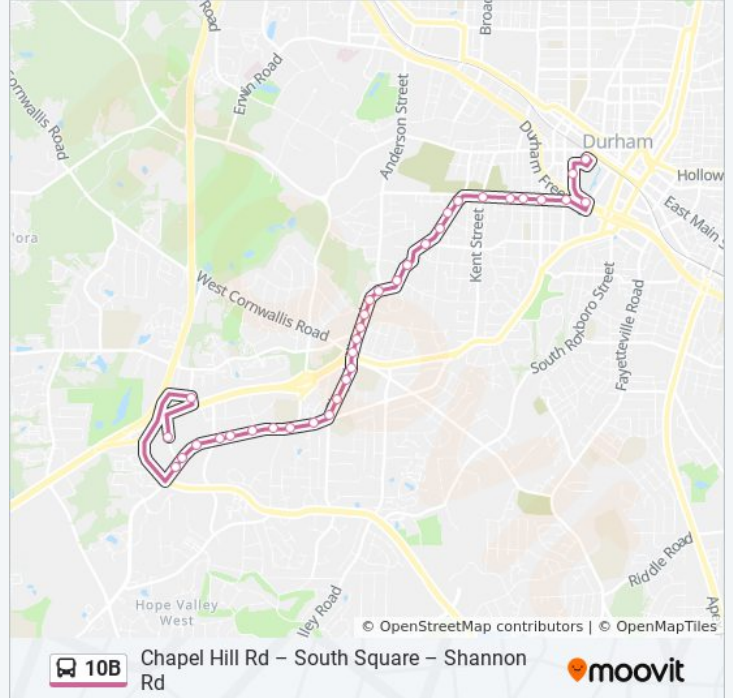 Road
Broad
Erwin Road
Cornwallis Road
Anderson Street
Durham Free
Durham
Hollow
East Main S
'ora
Kent Street
West Cornwallis Road
South Roxboro Street
Fayetteville Road
Riddle Road
Hope Valley
West
lley Road
Ap
© OpenStreetMap contributors | © OpenMapTiles
10B
Chapel Hill Rd – South Square – Shannon
Rd
moovit